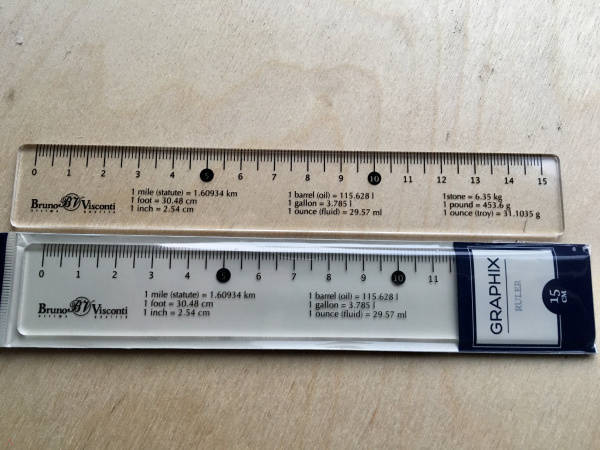 0 1 2 3 4 5 6 7 8 9 10 11 12 13 14 15
Bruno BV Visconti
1 mile (statute) = 1.60934 km
1 foot = 30.48 cm
1 inch = 2.54 cm
1 barrel (oil) = 115.628 l
1 gallon = 3.785 l
1 ounce (fluid) = 29.57 ml
1stone = 6.35 kg
1 pound = 453.6 g
1 ounce (troy) = 31.1035 g
0 1 2 3 4 5 6 7 8 9 10 11
Bruno BV Visconti
1 mile (statute) = 1.60934 km
1 foot = 30.48 cm
1 inch = 2.54 cm
1 barrel (oil) = 115.628 l
1 gallon = 3.785 l
1 ounce (fluid) = 29.57 ml
GRAPHIX
RULER
15
CM